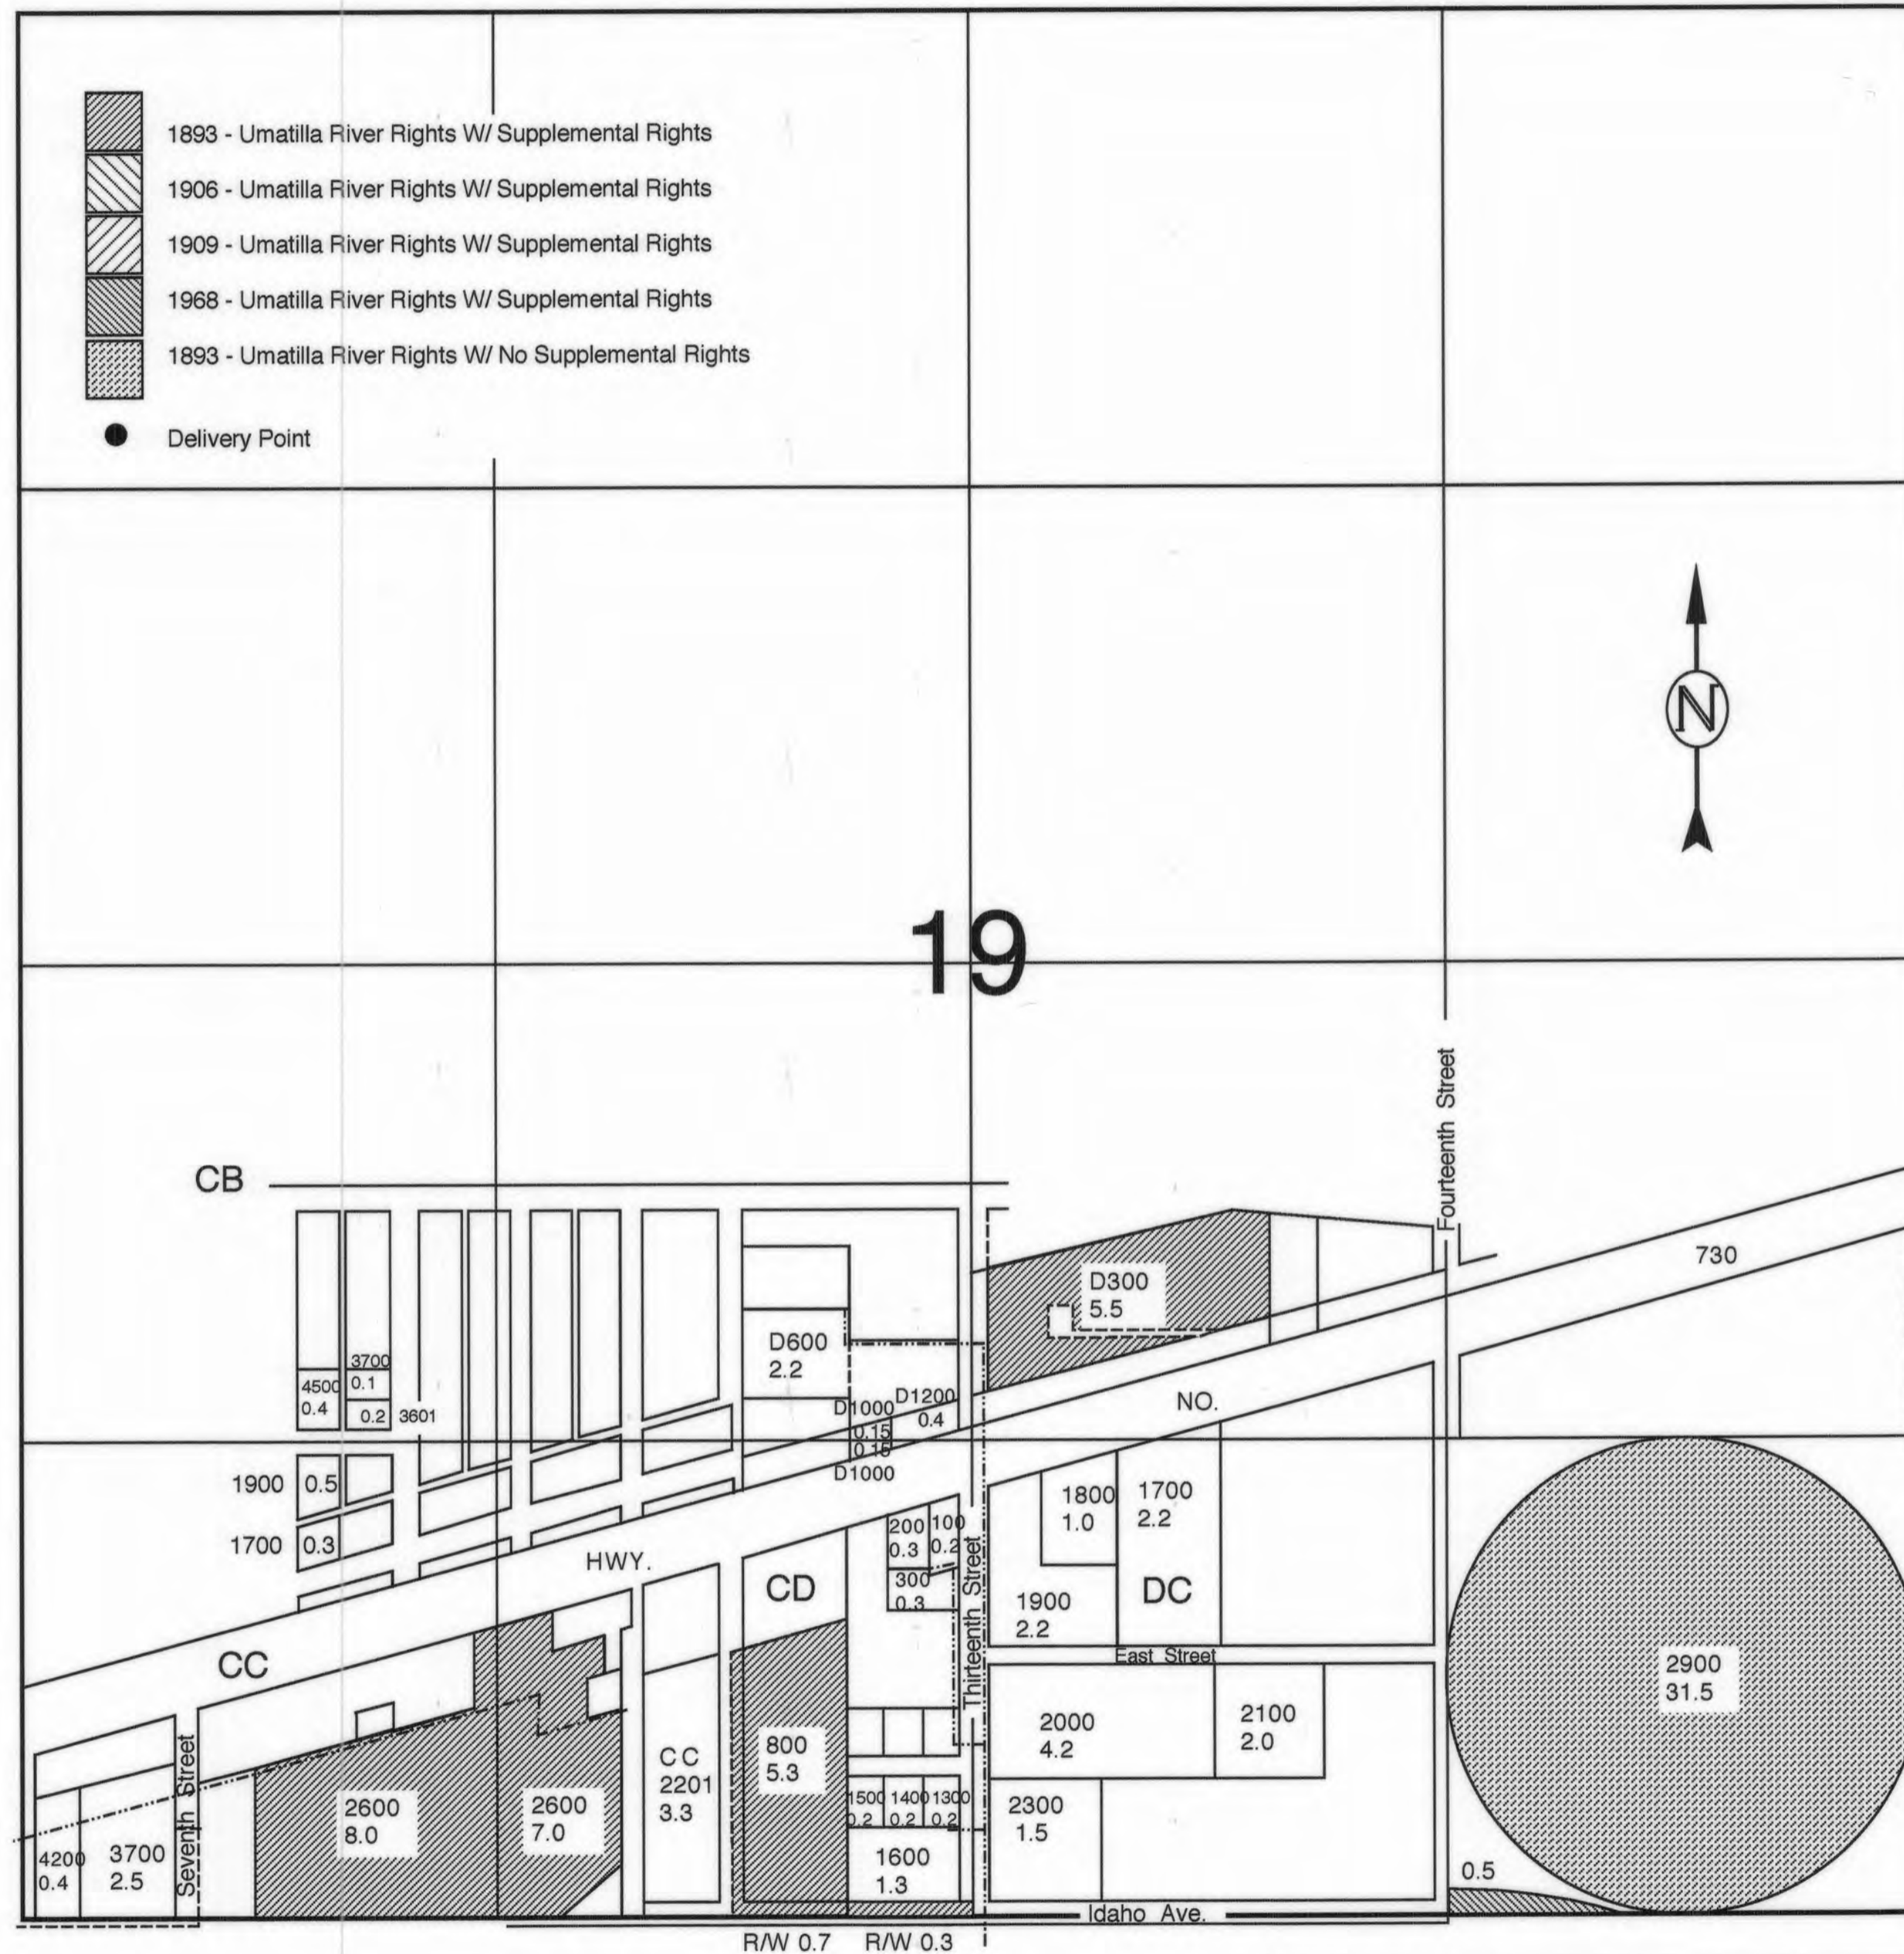 1893 - Umatilla River Rights W/ Supplemental Rights
1906 - Umatilla River Rights W/ Supplemental Rights
1909 - Umatilla River Rights W/ Supplemental Rights
1968 - Umatilla River Rights W/ Supplemental Rights
1893 - Umatilla River Rights W/ No Supplemental Rights
Delivery Point
N
19
Fourteenth Street
CB
730
D300
5.5
D600
2.2
3700
0.1
4500
0.4
0.2
3601
D1000
D1200
0.4
0.15
0.15
D1000
NO.
1900
0.5
1700
0.3
HWY.
CC
CD
200
0.3
100
0.2
300
0.3
Thirteenth Street
1800
1.0
1700
2.2
DC
1900
2.2
East Street
2900
31.5
2000
4.2
2100
2.0
2300
1.5
800
5.3
CC
2201
3.3
1500
0.2
1400
0.2
1300
0.2
1600
1.3
2600
8.0
2600
7.0
Seventh Street
4200
0.4
3700
2.5
0.5
Idaho Ave.
R/W 0.7
R/W 0.3